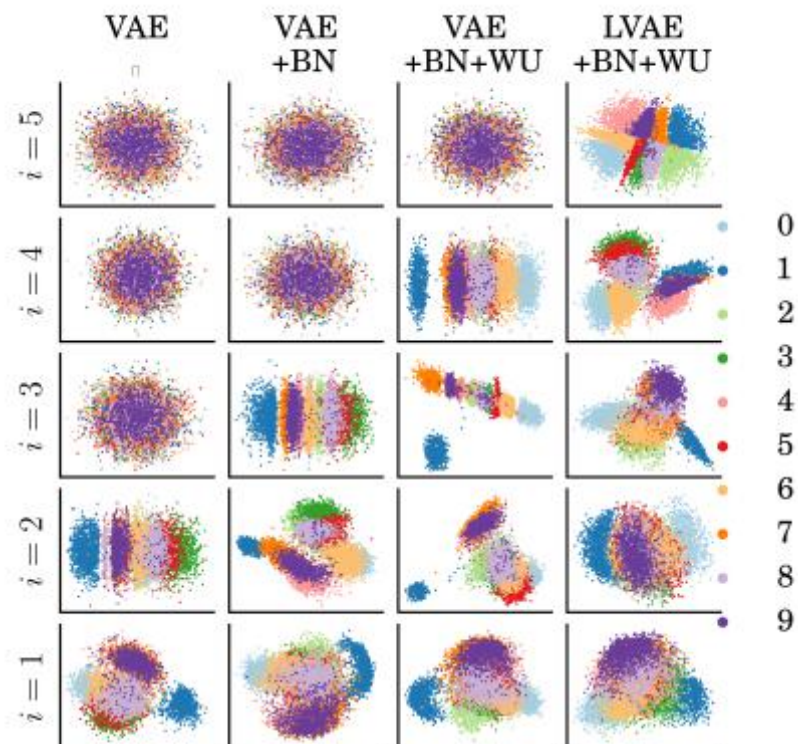 VAE VAE VAE LVAE
+BN +BN+WU +BN+WU
i = 5
i = 4
i = 3
i = 2
i = 1
0
1
2
3
4
5
6
7
8
9